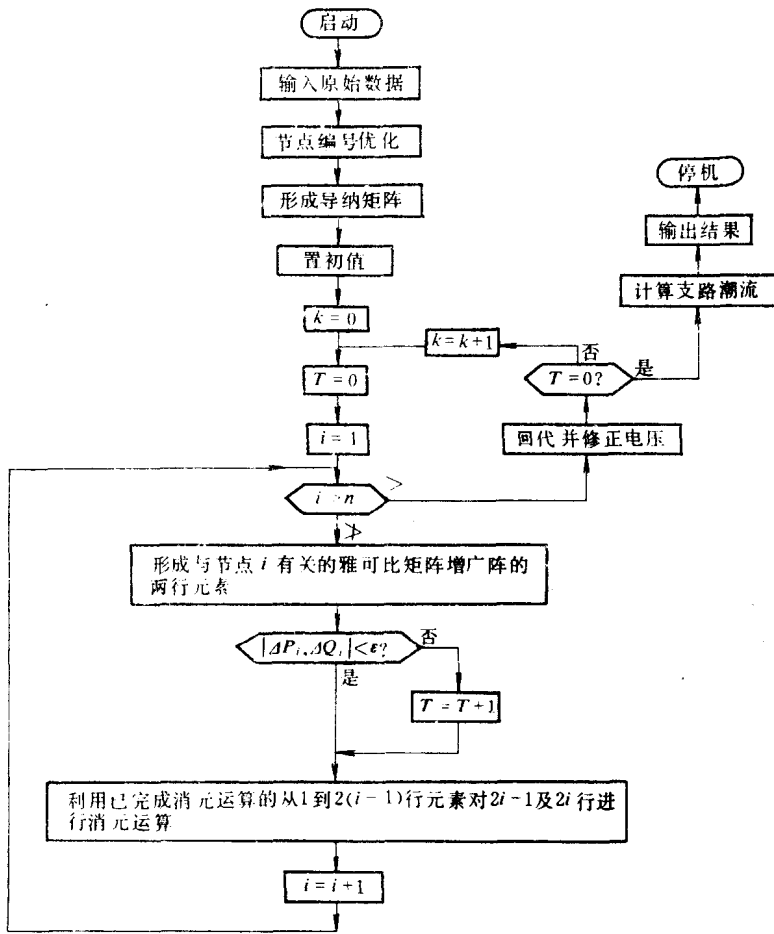 启动
输入原始数据
节点编号优化
形成导纳矩阵
置初值
k=0
T=0
i=1
i>n
>
≯
形成与节点 i 有关的雅可比矩阵增广阵的
两行元素
|ΔPi,ΔQi|<ε?
否
是
T=T+1
利用已完成消元运算的从1到2(i-1)行元素对2i-1及2i行进
行消元运算
i=i+1
回代并修正电压
T=0?
否
是
k=k+1
计算支路潮流
输出结果
停机